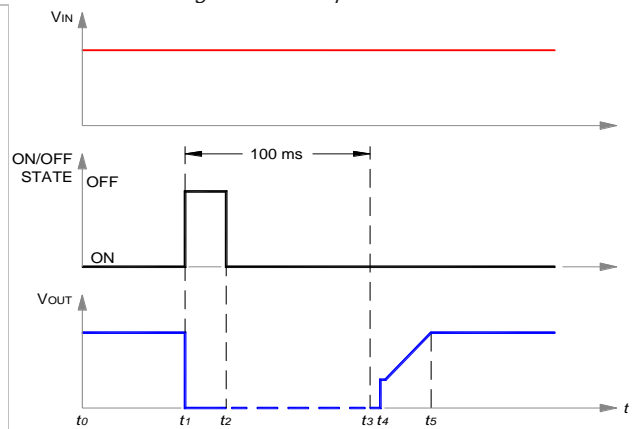 VIN
100 ms
ON/OFF
STATE
OFF
ON
VOUT
t0 t1 t2 t3 t4 t5 t